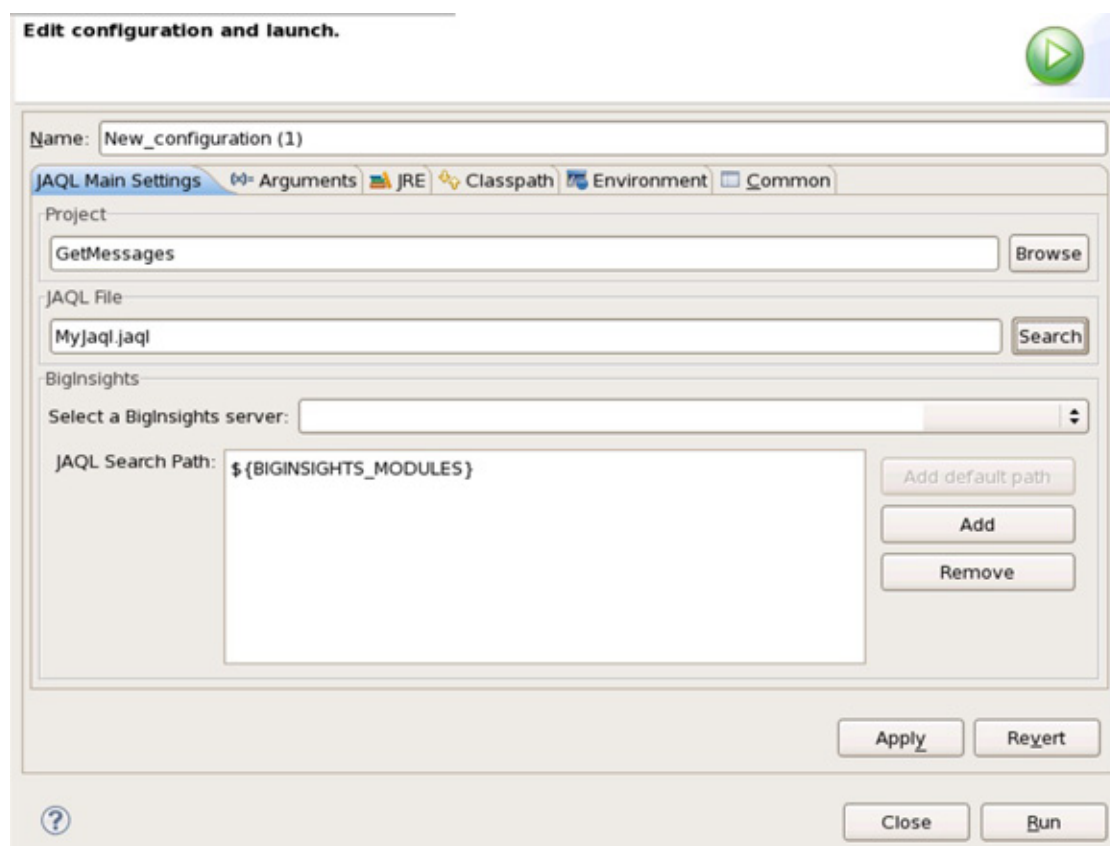 Edit configuration and launch.
Name: New_configuration (1)
JAQL Main Settings (x)= Arguments JRE Classpath Environment Common
Project
GetMessages Browse
JAQL File
MyJaql.jaql Search
BigInsights
Select a BigInsights server:
JAQL Search Path: ${BIGINSIGHTS_MODULES} Add default path
Add
Remove
Apply Revert
? Close Run